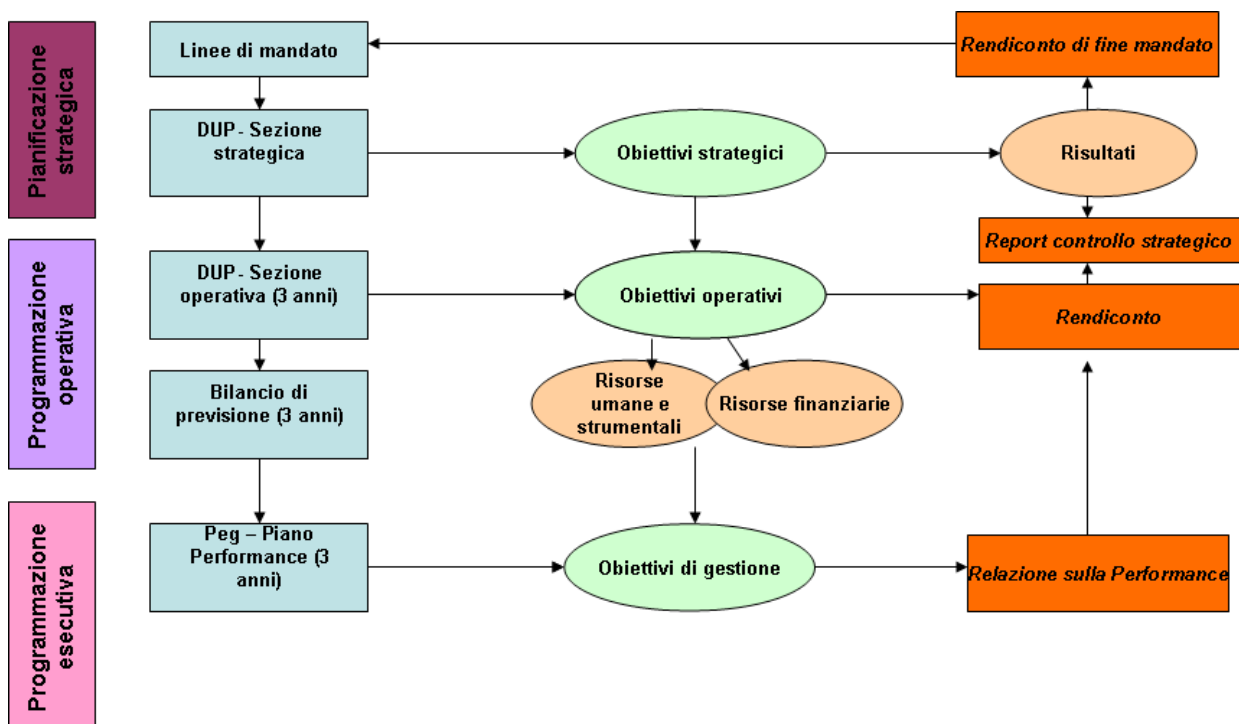 Pianificazione
strategica
Linee di mandato
Rendiconto di fine mandato
DUP- Sezione
strategica
Obiettivi strategici
Risultati
Report controllo strategico
Programmazione
operativa
DUP- Sezione
operativa (3 anni)
Obiettivi operativi
Rendiconto
Bilancio di
previsione (3 anni)
Risorse
umane e
strumentali
Risorse finanziarie
Programmazione
esecutiva
Peg – Piano
Performance (3
anni)
Obiettivi di gestione
Relazione sulla Performance